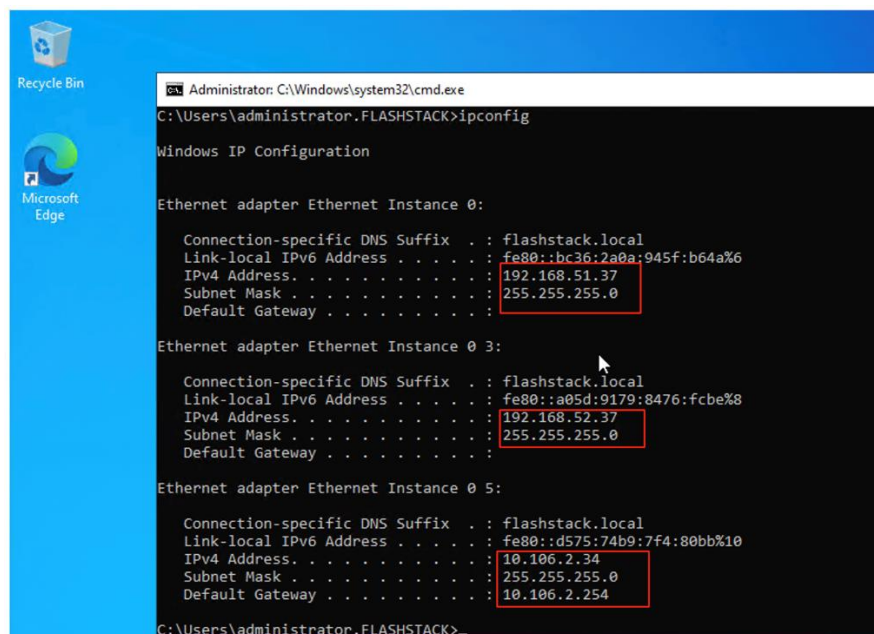 Recycle Bin
Microsoft
Edge
Administrator: C:\Windows\system32\cmd.exe
C:\Users\administrator.FLASHSTACK>ipconfig
Windows IP Configuration
Ethernet adapter Ethernet Instance 0:
Connection-specific DNS Suffix  . : flashstack.local
Link-local IPv6 Address . . . . . : fe80::bc36:2a0a:945f:b64a%6
IPv4 Address. . . . . . . . . . . : 192.168.51.37
Subnet Mask . . . . . . . . . . . : 255.255.255.0
Default Gateway . . . . . . . . . :
Ethernet adapter Ethernet Instance 0 3:
Connection-specific DNS Suffix  . : flashstack.local
Link-local IPv6 Address . . . . . : fe80::a05d:9179:8476:fcbe%8
IPv4 Address. . . . . . . . . . . : 192.168.52.37
Subnet Mask . . . . . . . . . . . : 255.255.255.0
Default Gateway . . . . . . . . . :
Ethernet adapter Ethernet Instance 0 5:
Connection-specific DNS Suffix  . : flashstack.local
Link-local IPv6 Address . . . . . : fe80::d575:74b9:7f4:80bb%10
IPv4 Address. . . . . . . . . . . : 10.106.2.34
Subnet Mask . . . . . . . . . . . : 255.255.255.0
Default Gateway . . . . . . . . . : 10.106.2.254
C:\Users\administrator.FLASHSTACK>_